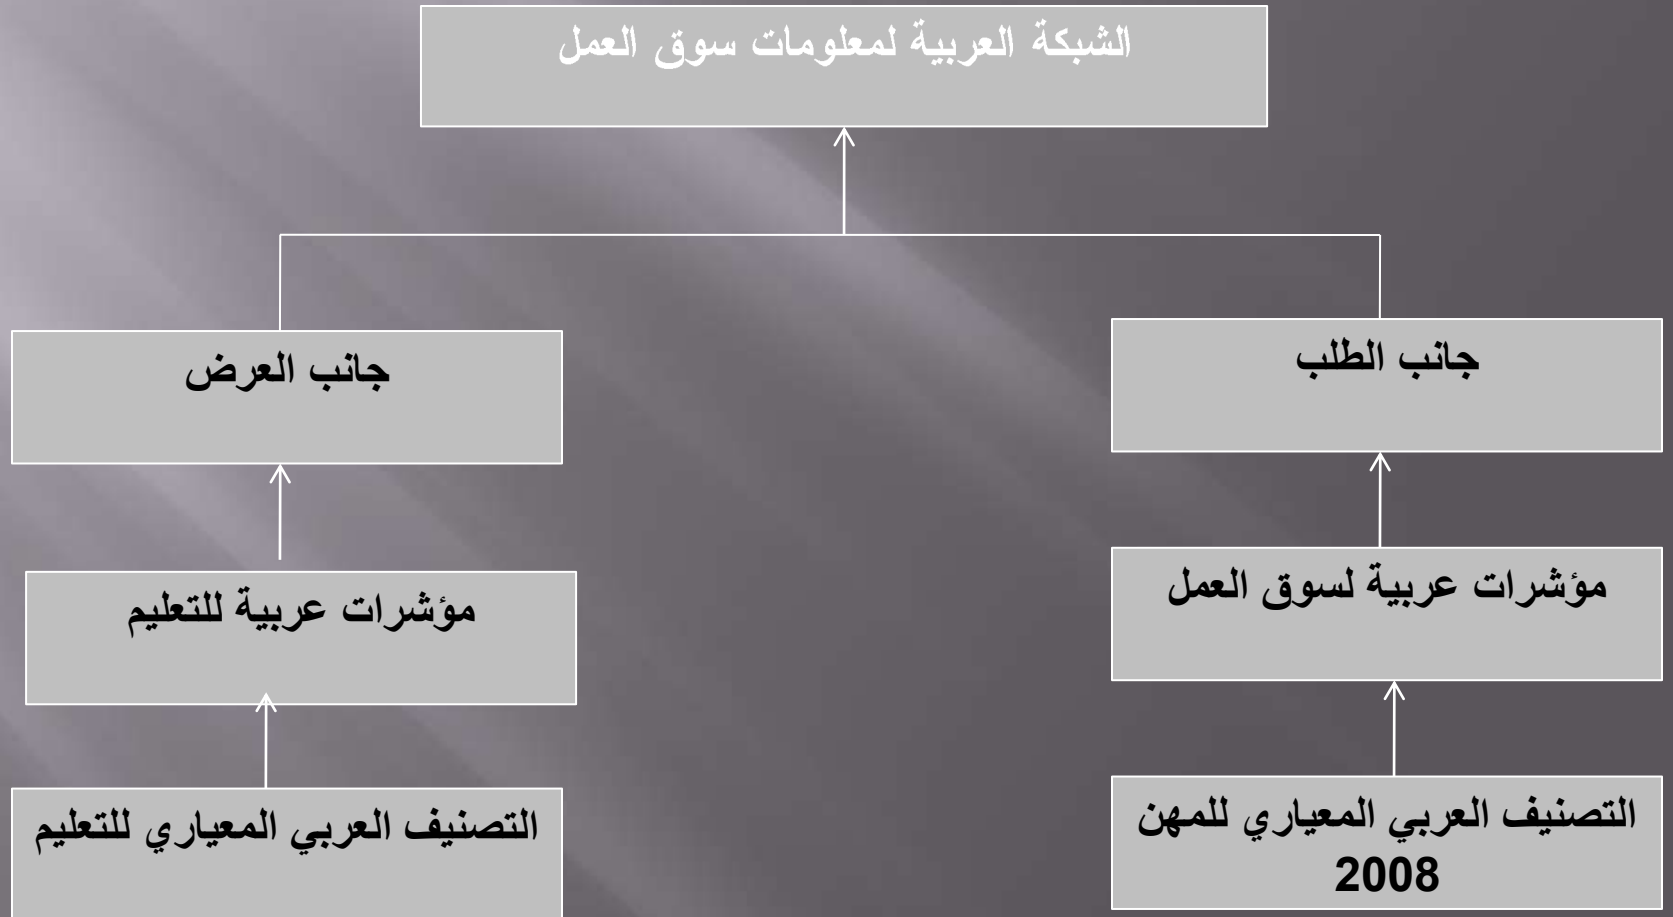 الشبكة العربية لمعلومات سوق العمل
جانب الطلب
جانب العرض
مؤشرات عربية لسوق العمل
مؤشرات عربية للتعليم
التصنيف العربي المعياري للمهن
2008
التصنيف العربي المعياري للتعليم